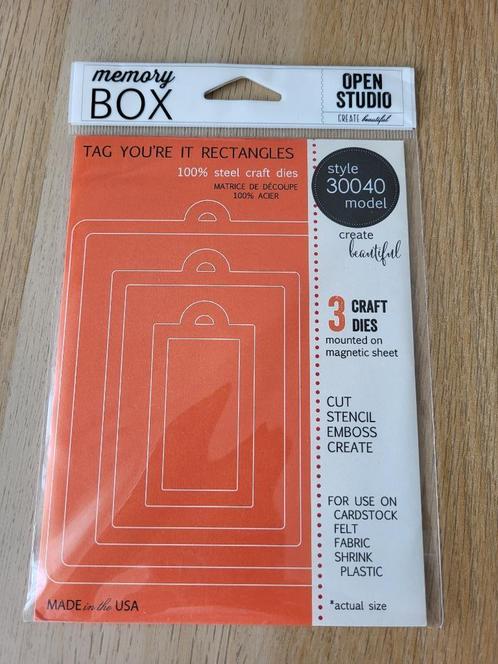 memory
BOX
OPEN
STUDIO
CREATE beautiful
TAG YOU'RE IT RECTANGLES
100% steel craft dies
MATRICE DE DÉCOUPE
100% ACIER
style
30040
model
create
beautiful
3 CRAFT
DIES
mounted on
magnetic sheet
CUT
STENCIL
EMBOSS
CREATE
FOR USE ON
CARDSTOCK
FELT
FABRIC
SHRINK
PLASTIC
MADE in the USA
*actual size